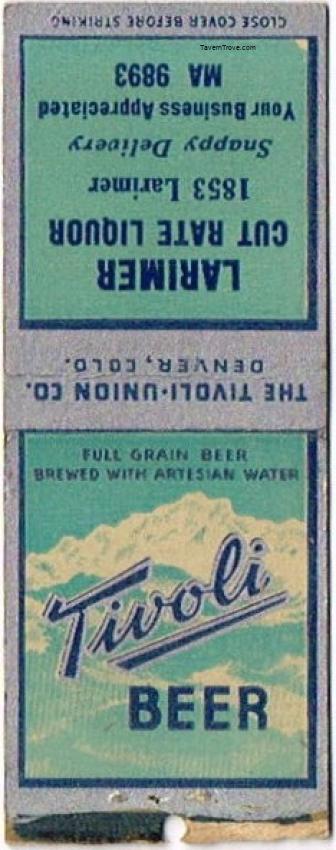 CLOSE COVER BEFORE STRIKING
TavernTrove.com
LARIMER
CUT RATE LIQUOR
1853 Larimer
Snappy Delivery
Your Business Appreciated
MA 9893
THE TIVOLI-UNION CO.
DENVER, COLO.
FULL GRAIN BEER
BREWED WITH ARTESIAN WATER
Tivoli
BEER